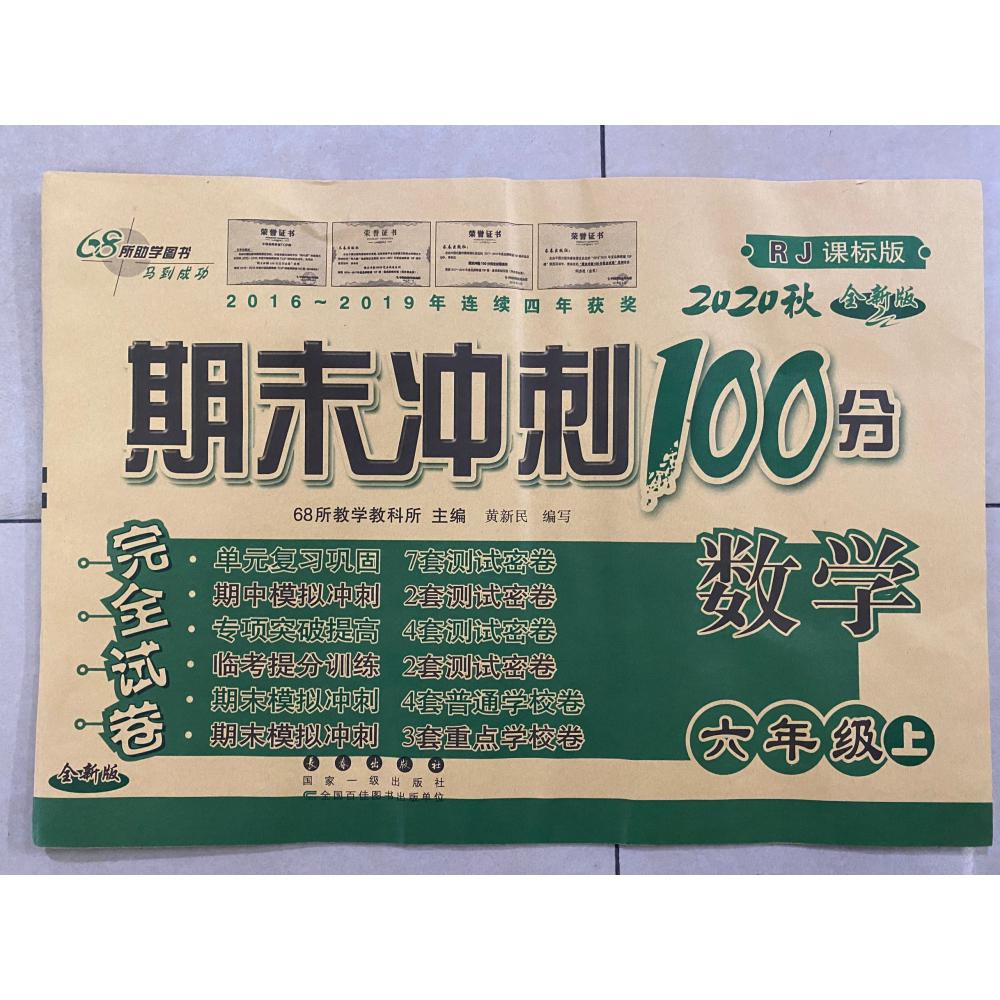 68所助学图书
马到成功
荣誉证书 荣誉证书 荣誉证书 荣誉证书
2016～2019年连续四年获奖
RJ课标版
2020秋 全新版
期末冲刺100分
68所教学教科所 主编 黄新民 编写
完全试卷
全新版
· 单元复习巩固 7套测试密卷
· 期中模拟冲刺 2套测试密卷
· 专项突破提高 4套测试密卷
· 临考提分训练 2套测试密卷
· 期末模拟冲刺 4套普通学校卷
· 期末模拟冲刺 3套重点学校卷
数学
六年级上
长春出版社
国家一级出版社
全国百佳图书出版单位